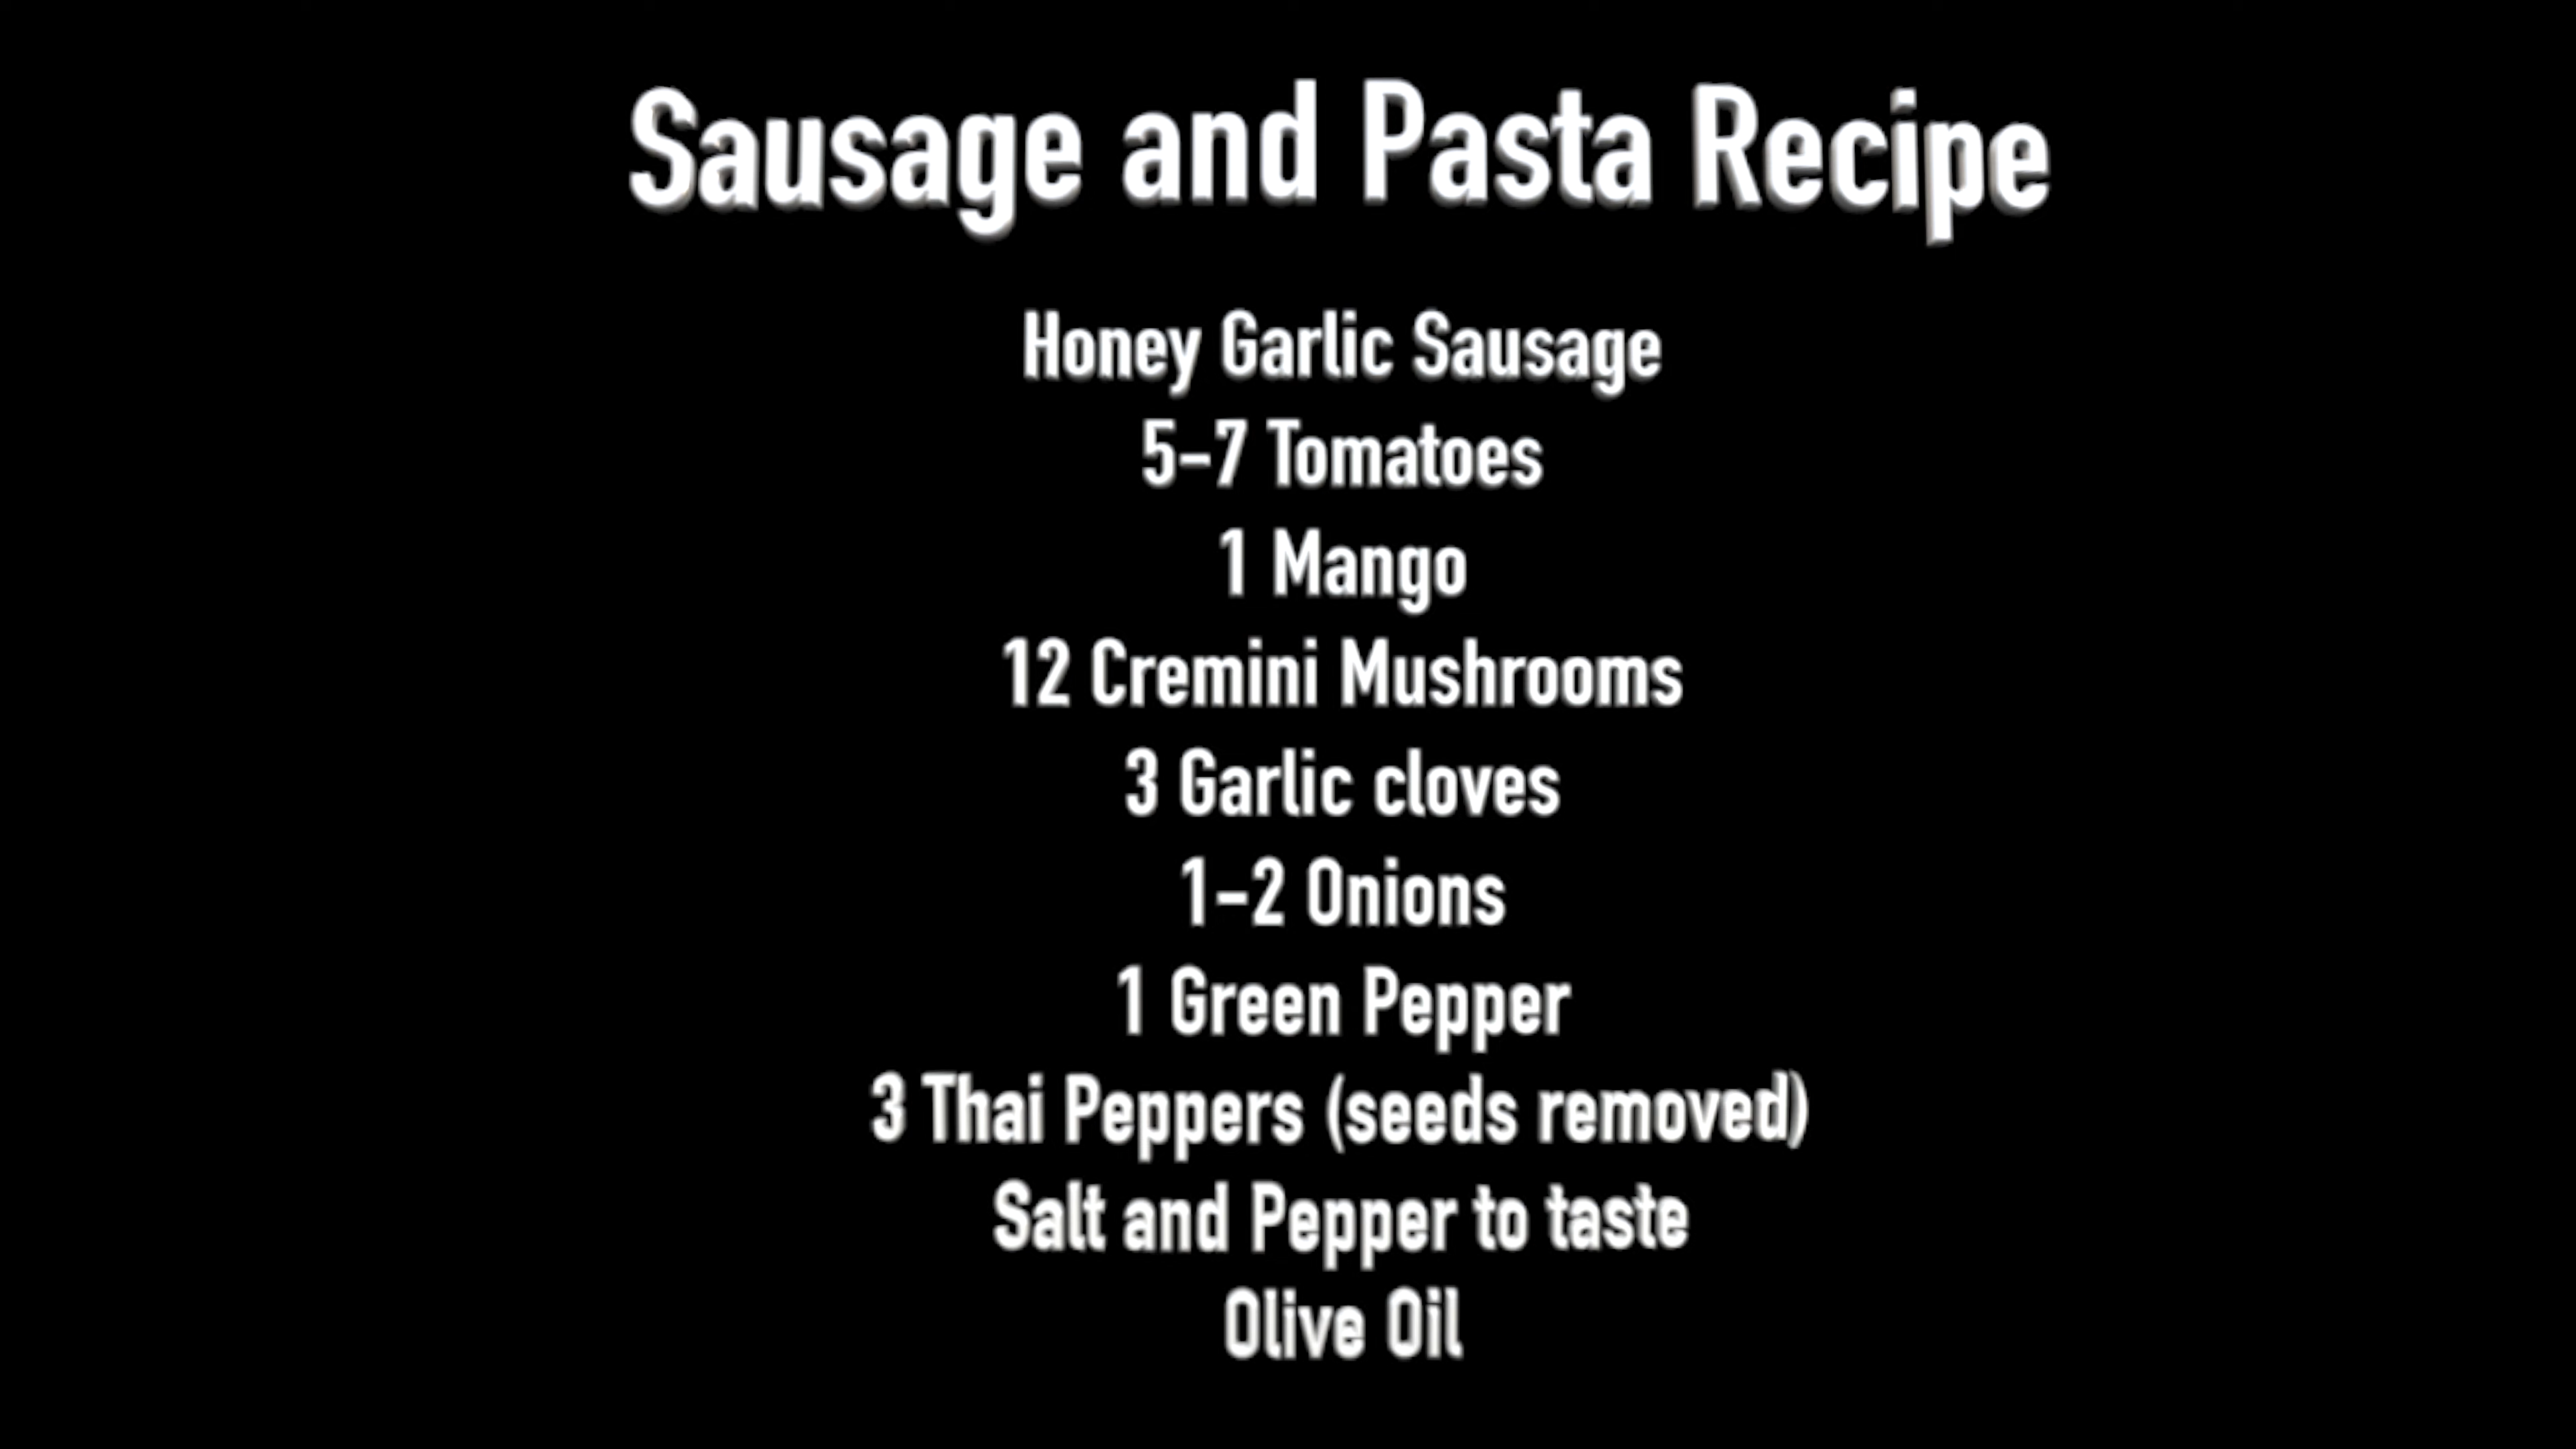 Sausage and Pasta Recipe
Honey Garlic Sausage
5-7 Tomatoes
1 Mango
12 Cremini Mushrooms
3 Garlic cloves
1-2 Onions
1 Green Pepper
3 Thai Peppers (seeds removed)
Salt and Pepper to taste
Olive Oil